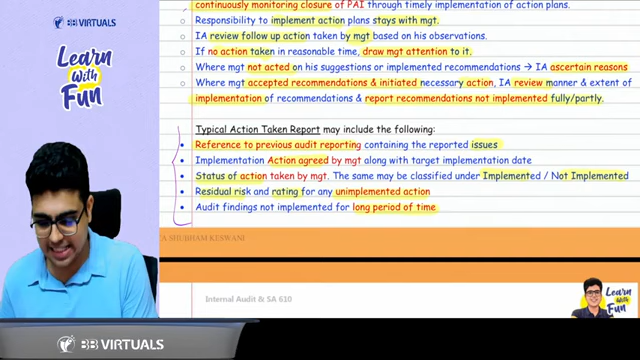 BB VIRTUALS
Learn
With
Fun
continuously monitoring closure of PAI through timely implementation of action plans.
Responsibility to implement action plans stays with mgt.
IA review follow up action taken by mgt based on his observations.
If no action taken in reasonable time, draw mgt attention to it.
Where mgt not acted on his suggestions or implemented recommendations → IA ascertain reasons
Where mgt accepted recommendations & initiated necessary action, IA review manner & extent of
implementation of recommendations & report recommendations not implemented fully/partly.
Typical Action Taken Report may include the following:
• Reference to previous audit reporting containing the reported issues
• Implementation Action agreed by mgt along with target implementation date
• Status of action taken by mgt. The same may be classified under Implemented / Not Implemented
• Residual risk and rating for any unimplemented action
• Audit findings not implemented for long period of time
SHUBHAM KESWANI
Internal Audit & SA 610
Learn
With
Fun
BB VIRTUALS